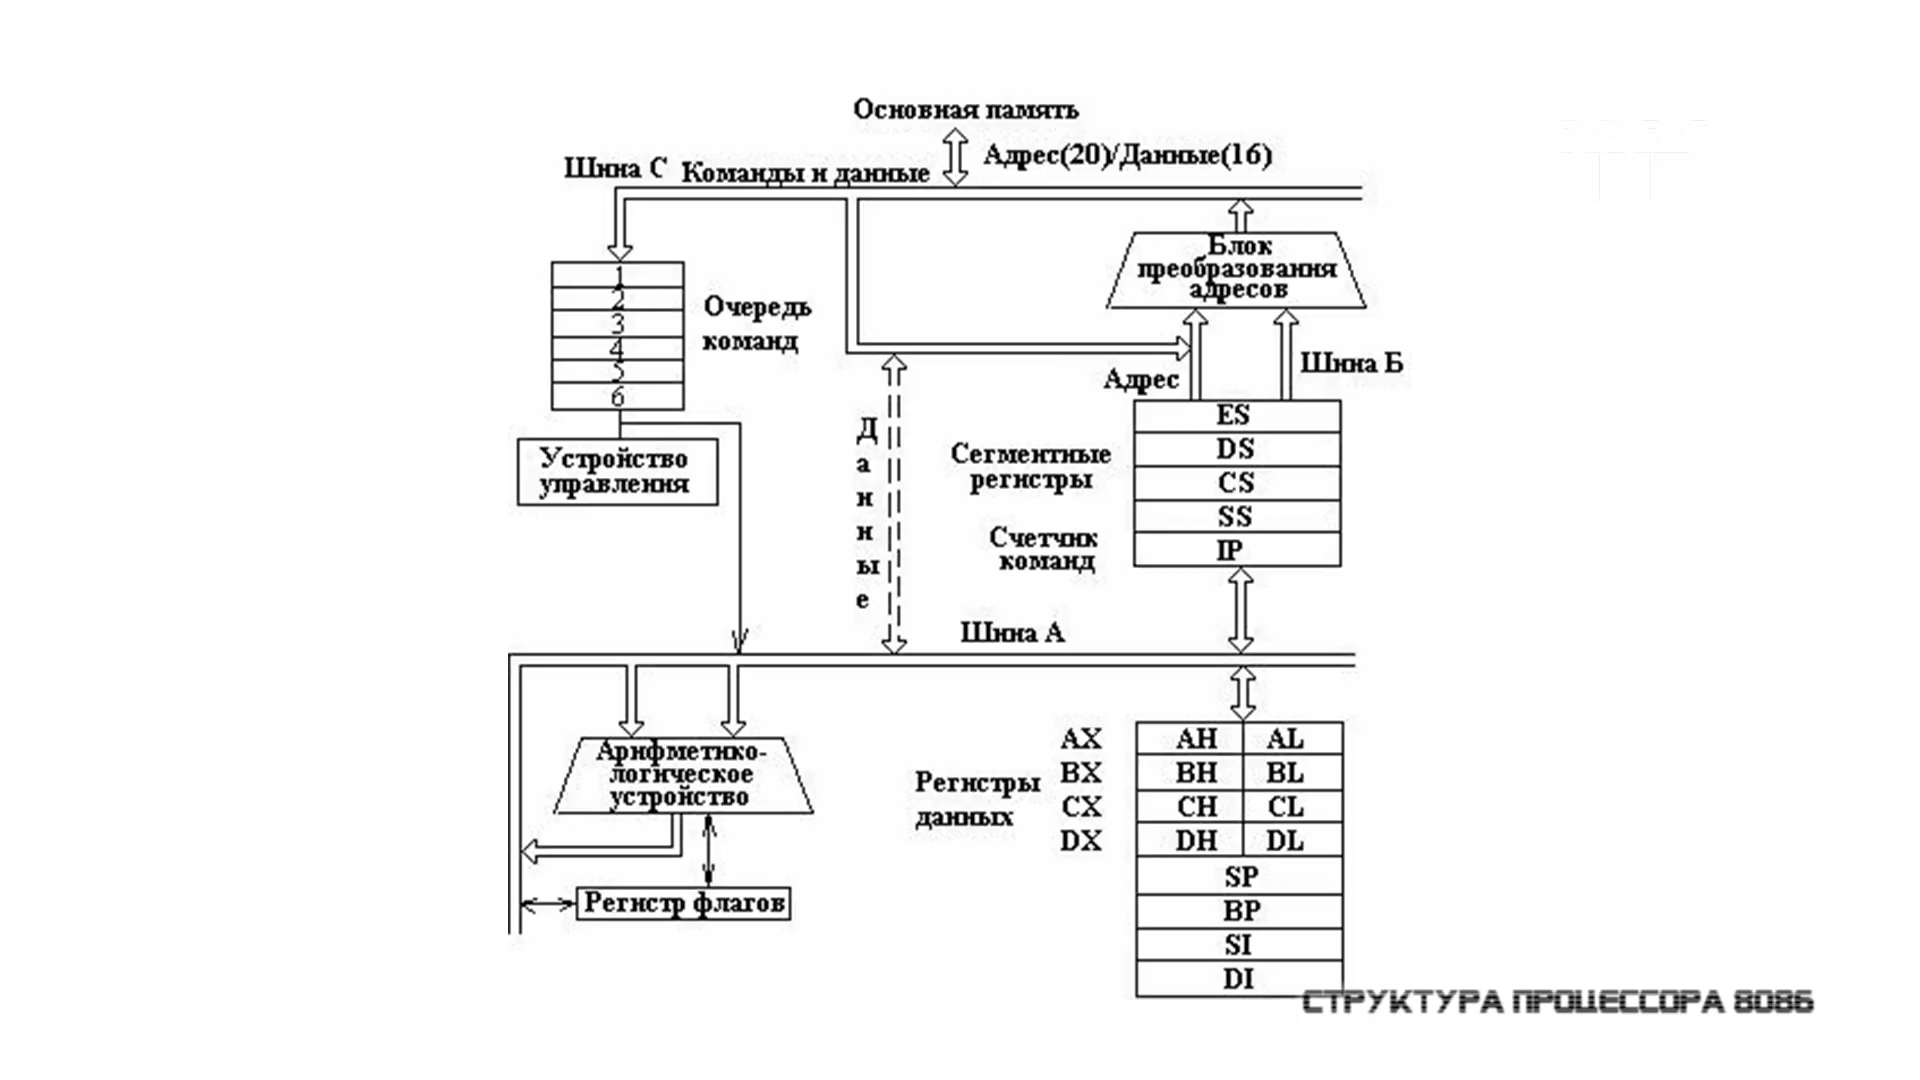 Основная память
Адрес(20)/Данные(16)
Шина С
Команды и данные
Блок
преобразования
адресов
1
2
3
4
5
6
Очередь
команд
Шина Б
Адрес
Устройство
управления
Данные
Сегментные
регистры
Счетчик
команд
ES
DS
CS
SS
IP
Шина А
Арифметико-
логическое
устройство
Регистр флагов
Регистры
данных
AX AH AL
BX BH BL
CX CH CL
DX DH DL
SP
BP
SI
DI
СТРУКТУРА ПРОЦЕССОРА 8086